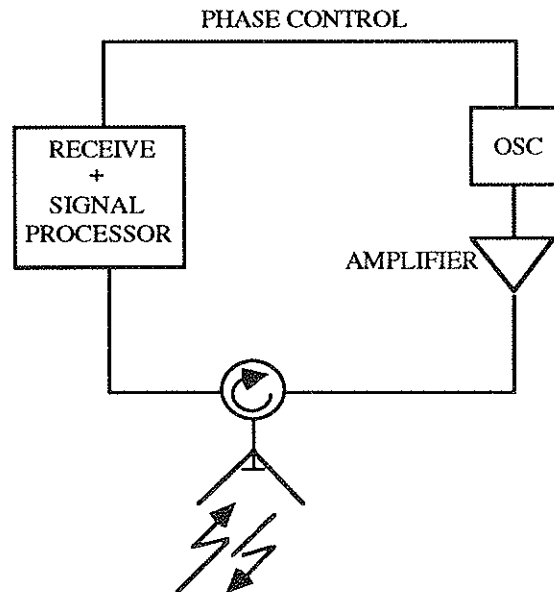 PHASE CONTROL
RECEIVE
+
SIGNAL
PROCESSOR
OSC
AMPLIFIER